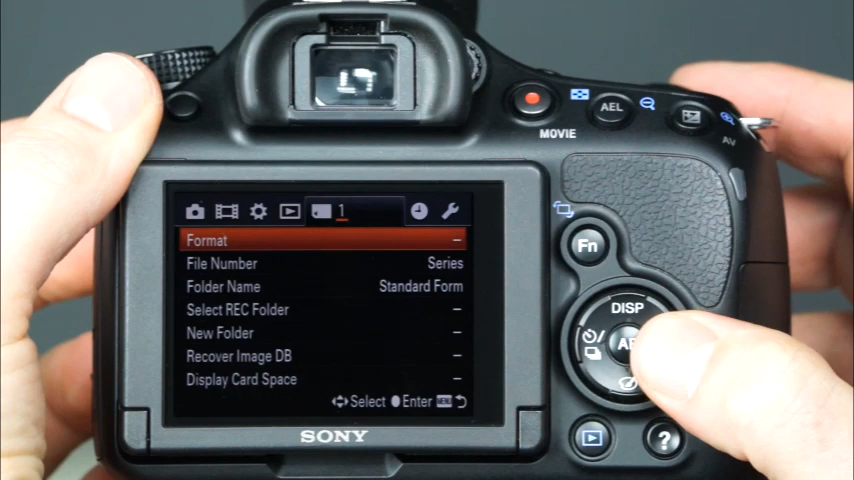 MOVIE
AEL
AV
1
Format –
File Number Series
Folder Name Standard Form
Select REC Folder –
New Folder –
Recover Image DB –
Display Card Space –
Select Enter MENU
Fn
DISP
AF
SONY
?